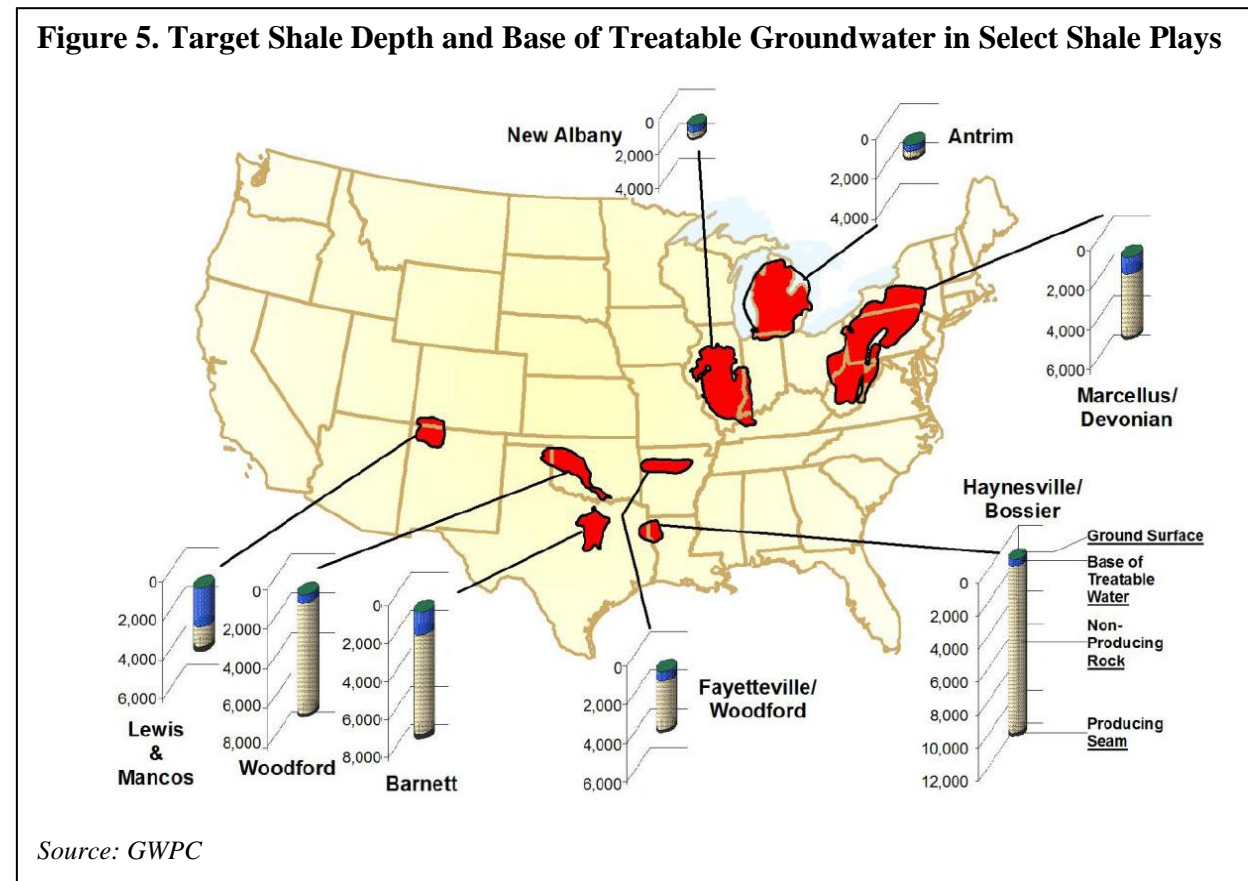 Figure 5. Target Shale Depth and Base of Treatable Groundwater in Select Shale Plays
New Albany
0
2,000
4,000
Antrim
0
2,000
4,000
0
2,000
4,000
6,000
Marcellus/
Devonian
Haynesville/
Bossier
Ground Surface
Base of
Treatable
Water
Non-
Producing
Rock
Producing
Seam
0
2,000
4,000
6,000
8,000
10,000
12,000
0
2,000
4,000
6,000
Lewis
&
Mancos
0
2,000
4,000
6,000
8,000
Woodford
0
2,000
4,000
6,000
8,000
Barnett
0
2,000
4,000
6,000
Fayetteville/
Woodford
Source: GWPC